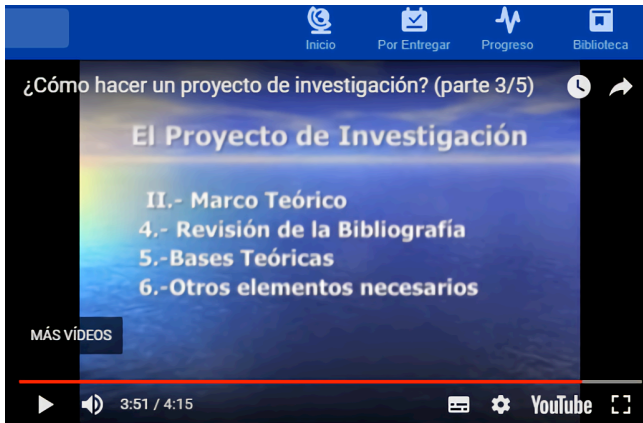 Inicio
Por Entregar
Progreso
Biblioteca
¿Cómo hacer un proyecto de investigación? (parte 3/5)
El Proyecto de Investigación
II.- Marco Teórico
4.- Revisión de la Bibliografía
5.-Bases Teóricas
6.-Otros elementos necesarios
MÁS VÍDEOS
3:51 / 4:15
YouTube